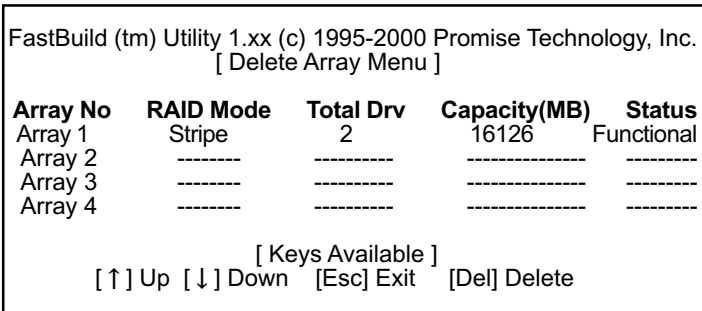 FastBuild (tm) Utility 1.xx (c) 1995-2000 Promise Technology, Inc.
[ Delete Array Menu ]
Array No RAID Mode Total Drv Capacity(MB) Status
Array 1 Stripe 2 16126 Functional
Array 2 -------- ---------- --------------- ---------
Array 3 -------- ---------- --------------- ---------
Array 4 -------- ---------- --------------- ---------
[ Keys Available ]
[ ↑ ] Up [ ↓ ] Down [Esc] Exit [Del] Delete